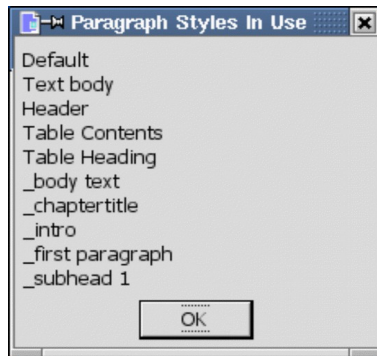 Paragraph Styles In Use
Default
Text body
Header
Table Contents
Table Heading
_body text
_chaptertitle
_intro
_first paragraph
_subhead 1
OK